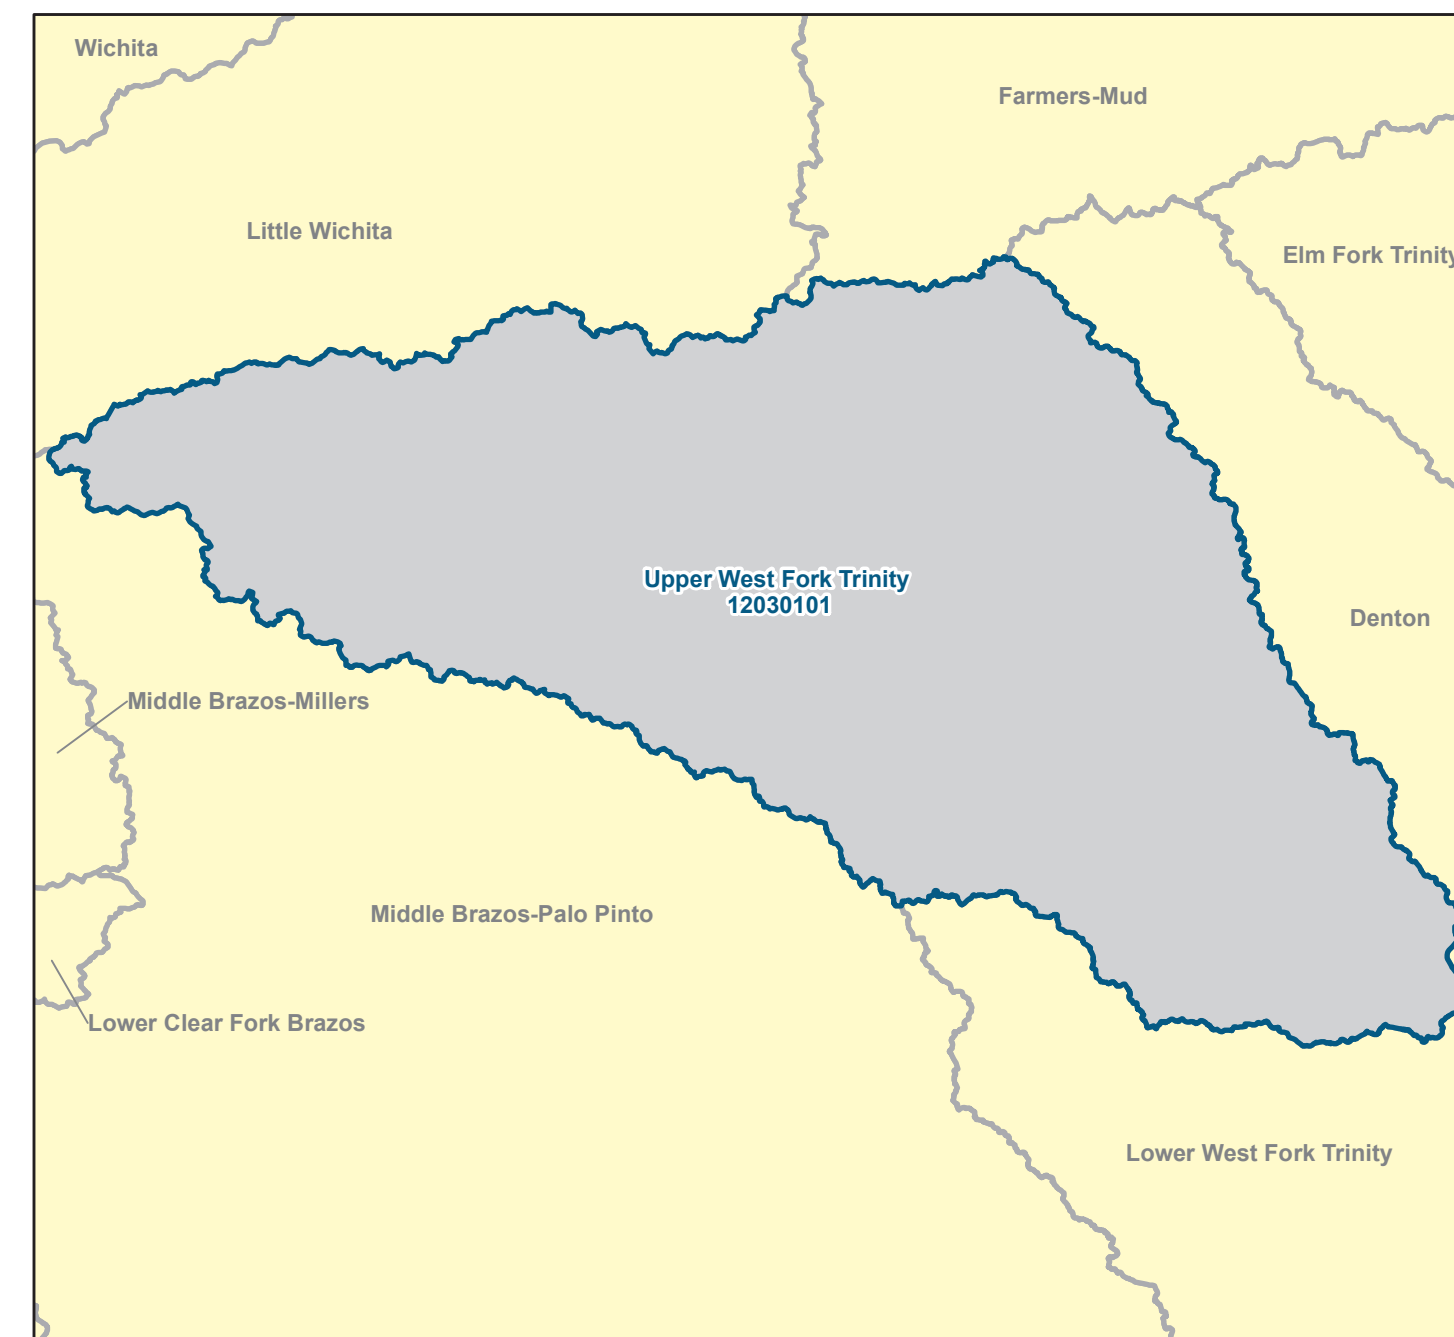 Wichita
Farmers-Mud
Little Wichita
Elm Fork Trinity
Upper West Fork Trinity
12030101
Denton
Middle Brazos-Millers
Middle Brazos-Palo Pinto
Lower Clear Fork Brazos
Lower West Fork Trinity